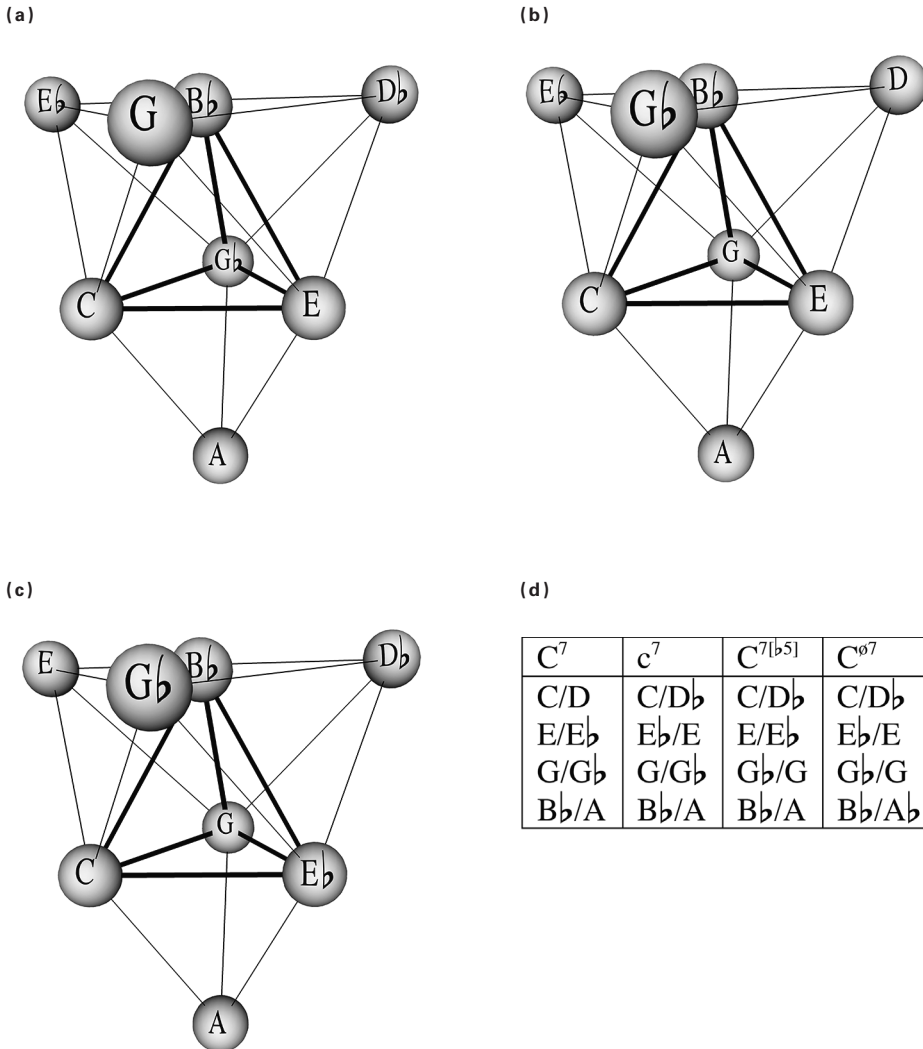 (a)
E♭ G B♭ D♭
G♭
C E
A
(b)
E♭ G♭ B♭ D
G
C E
A
(c)
E G♭ B♭ D♭
G
C E♭
A
(d)
C⁷ c⁷ C⁷[♭5] Cø⁷
C/D C/D♭ C/D♭ C/D♭
E/E♭ E♭/E E/E♭ E♭/E
G/G♭ G/G♭ G♭/G G♭/G
B♭/A B♭/A B♭/A B♭/A♭